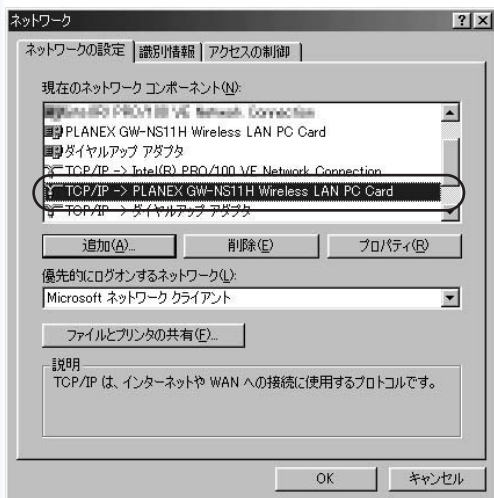 ネットワーク
ネットワークの設定 識別情報 アクセスの制御
現在のネットワーク コンポーネント(N):
PLANEX GW-NS11H Wireless LAN PC Card
ダイヤルアップ アダプタ
TCP/IP -> Intel(R) PRO/100 VE Network Connection
TCP/IP -> PLANEX GW-NS11H Wireless LAN PC Card
TCP/IP -> ダイヤルアップ アダプタ
追加(A)... 削除(E) プロパティ(R)
優先的にログオンするネットワーク(L):
Microsoft ネットワーク クライアント
ファイルとプリンタの共有(F)...
説明
TCP/IP は、インターネットや WAN への接続に使用するプロトコルです。
OK キャンセル